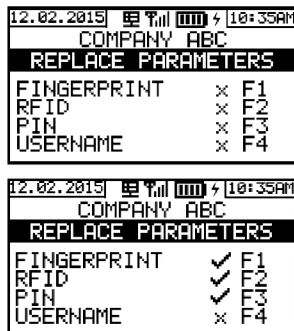 12.02.2015 10:35AM
COMPANY ABC
REPLACE PARAMETERS
FINGERPRINT × F1
RFID × F2
PIN × F3
USERNAME × F4
12.02.2015 10:35AM
COMPANY ABC
REPLACE PARAMETERS
FINGERPRINT ✓ F1
RFID ✓ F2
PIN ✓ F3
USERNAME × F4